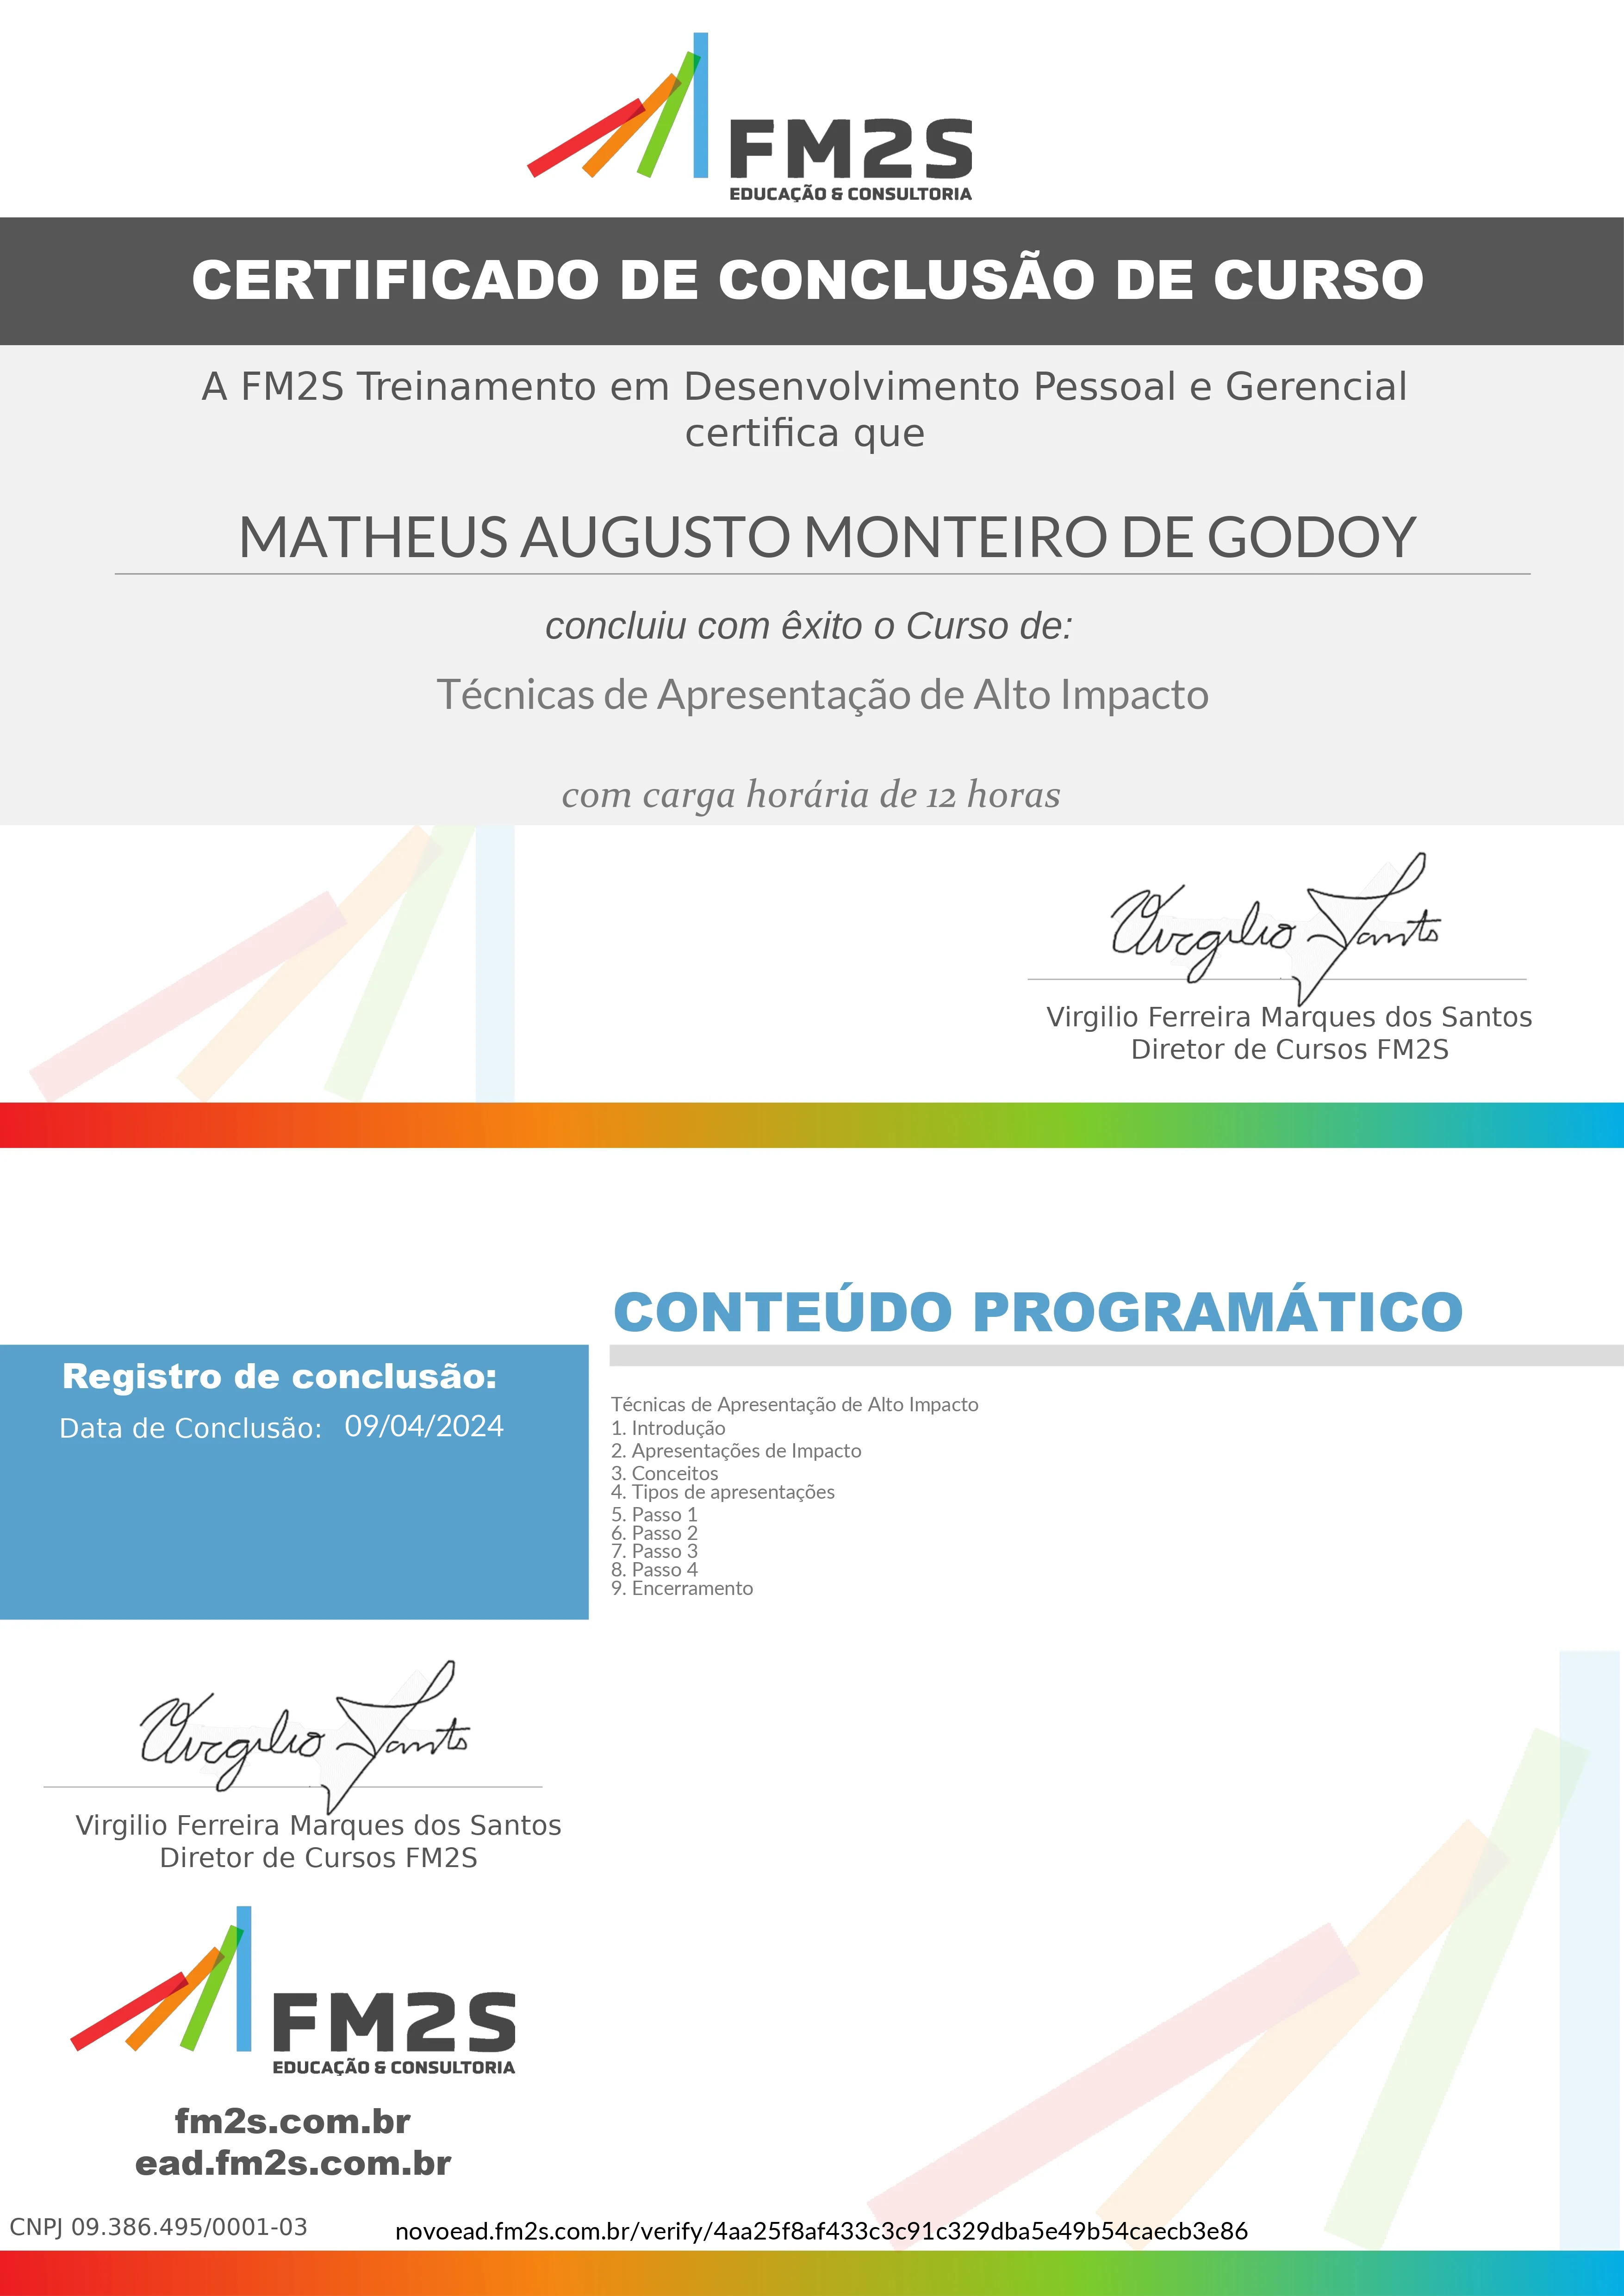 FM2S
EDUCAÇÃO & CONSULTORIA
CERTIFICADO DE CONCLUSÃO DE CURSO
A FM2S Treinamento em Desenvolvimento Pessoal e Gerencial
certifica que
MATHEUS AUGUSTO MONTEIRO DE GODOY
concluiu com êxito o Curso de:
Técnicas de Apresentação de Alto Impacto
com carga horária de 12 horas
Virgilio Santo
Virgilio Ferreira Marques dos Santos
Diretor de Cursos FM2S
CONTEÚDO PROGRAMÁTICO
Registro de conclusão:
Data de Conclusão: 09/04/2024
Técnicas de Apresentação de Alto Impacto
1. Introdução
2. Apresentações de Impacto
3. Conceitos
4. Tipos de apresentações
5. Passo 1
6. Passo 2
7. Passo 3
8. Passo 4
9. Encerramento
Virgilio Santo
Virgilio Ferreira Marques dos Santos
Diretor de Cursos FM2S
FM2S
EDUCAÇÃO & CONSULTORIA
fm2s.com.br
ead.fm2s.com.br
CNPJ 09.386.495/0001-03
novoead.fm2s.com.br/verify/4aa25f8af433c3c91c329dba5e49b54caecb3e86